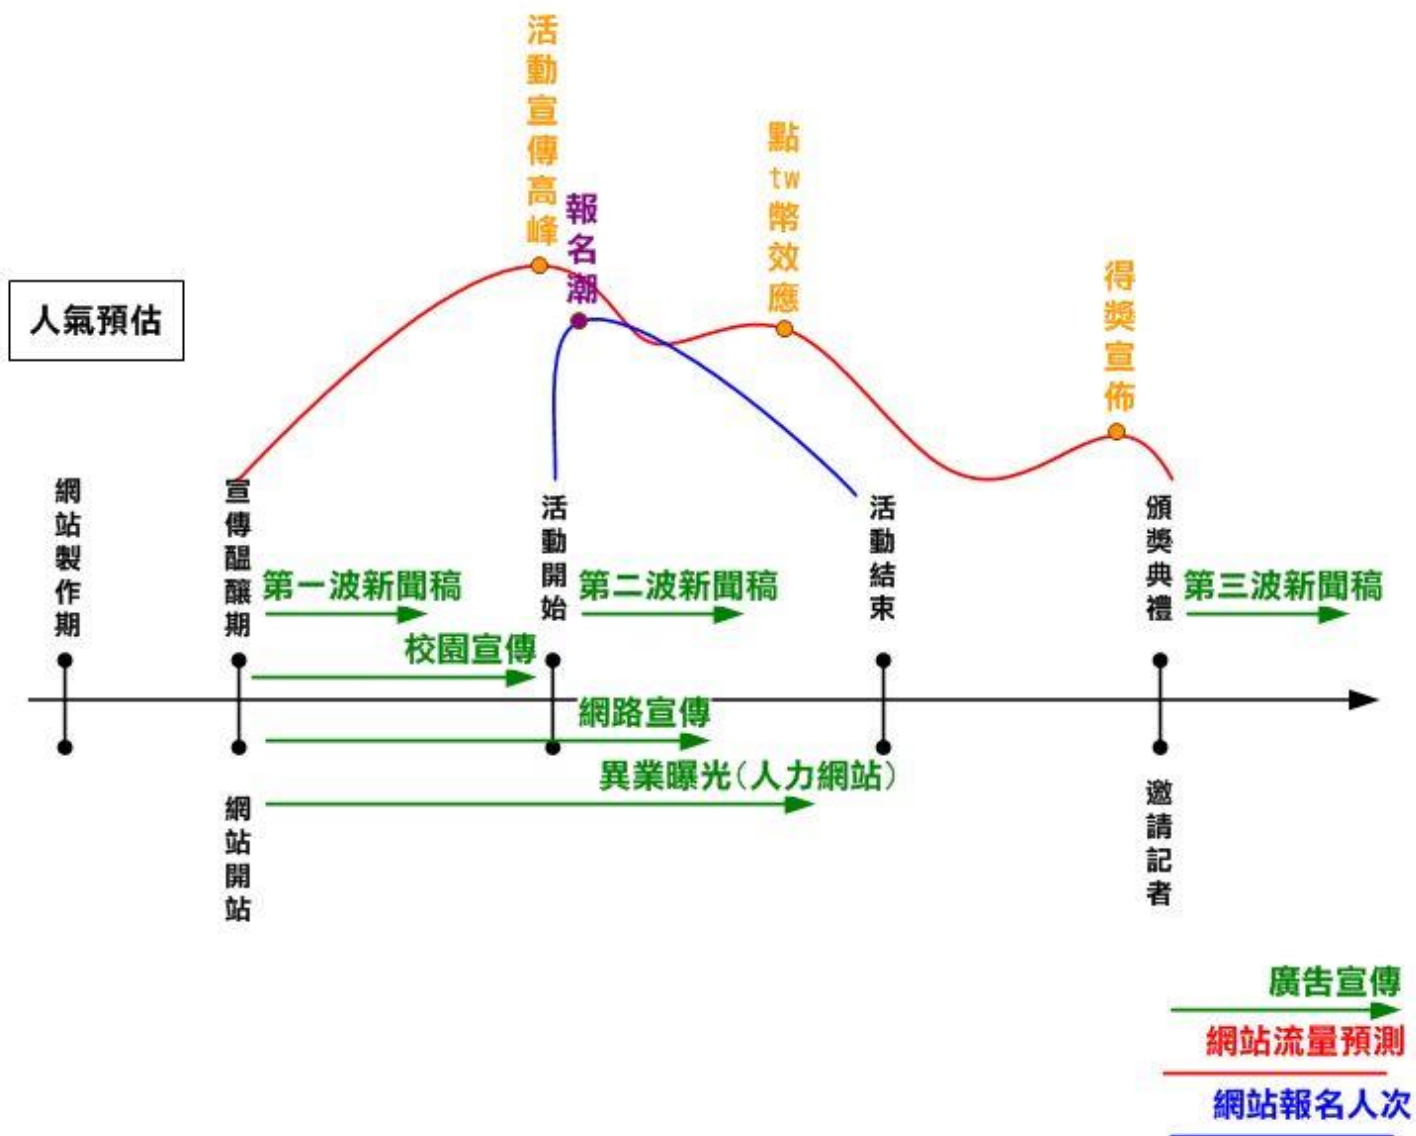 活動宣傳高峰
報名潮
點tw幣效應
得獎宣佈
人氣預估
網站製作期
宣傳醞釀期
活動開始
活動結束
頒獎典禮
第一波新聞稿
第二波新聞稿
第三波新聞稿
校園宣傳
網路宣傳
異業曝光(人力網站)
網站開站
邀請記者
廣告宣傳
網站流量預測
網站報名人次